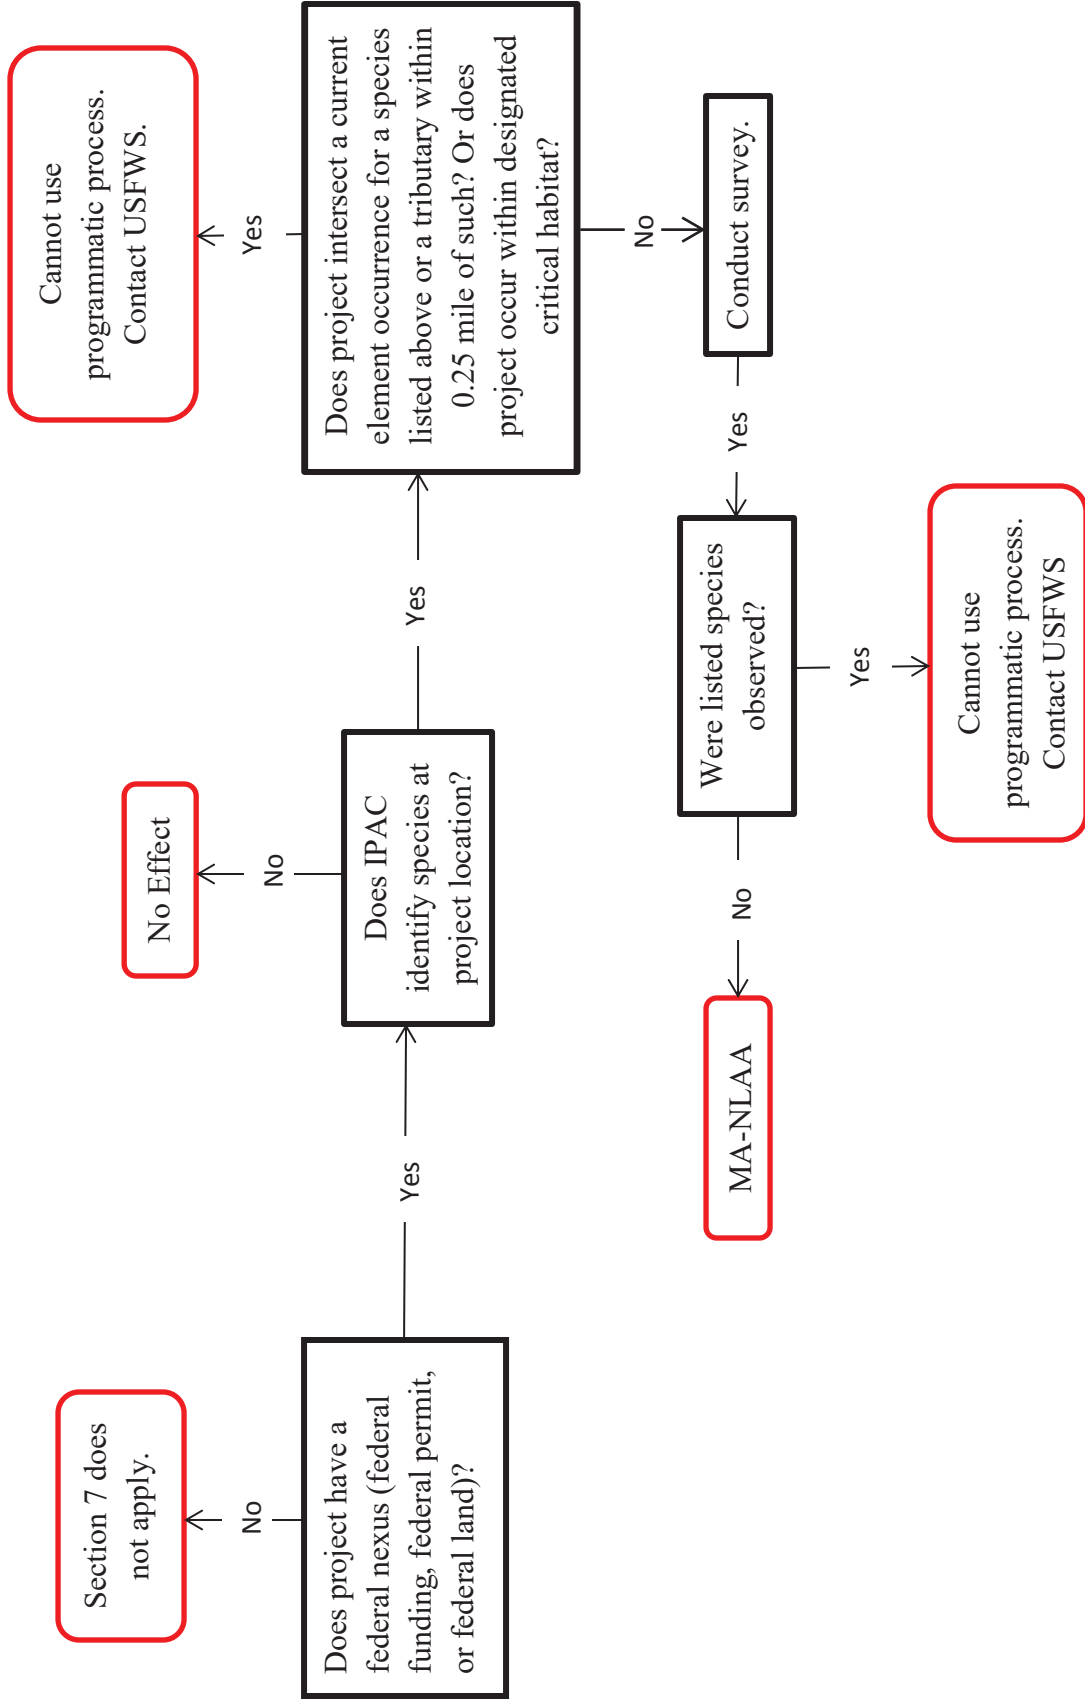 Does project have a
federal nexus (federal
funding, federal permit,
or federal land)?
No
Section 7 does
not apply.
Yes
Does IPAC
identify species at
project location?
No
No Effect
Yes
Does project intersect a current
element occurrence for a species
listed above or a tributary within
0.25 mile of such? Or does
project occur within designated
critical habitat?
Yes
Cannot use
programmatic process.
Contact USFWS.
No
Conduct survey.
Yes
Were listed species
observed?
No
MA-NLAA
Yes
Cannot use
programmatic process.
Contact USFWS